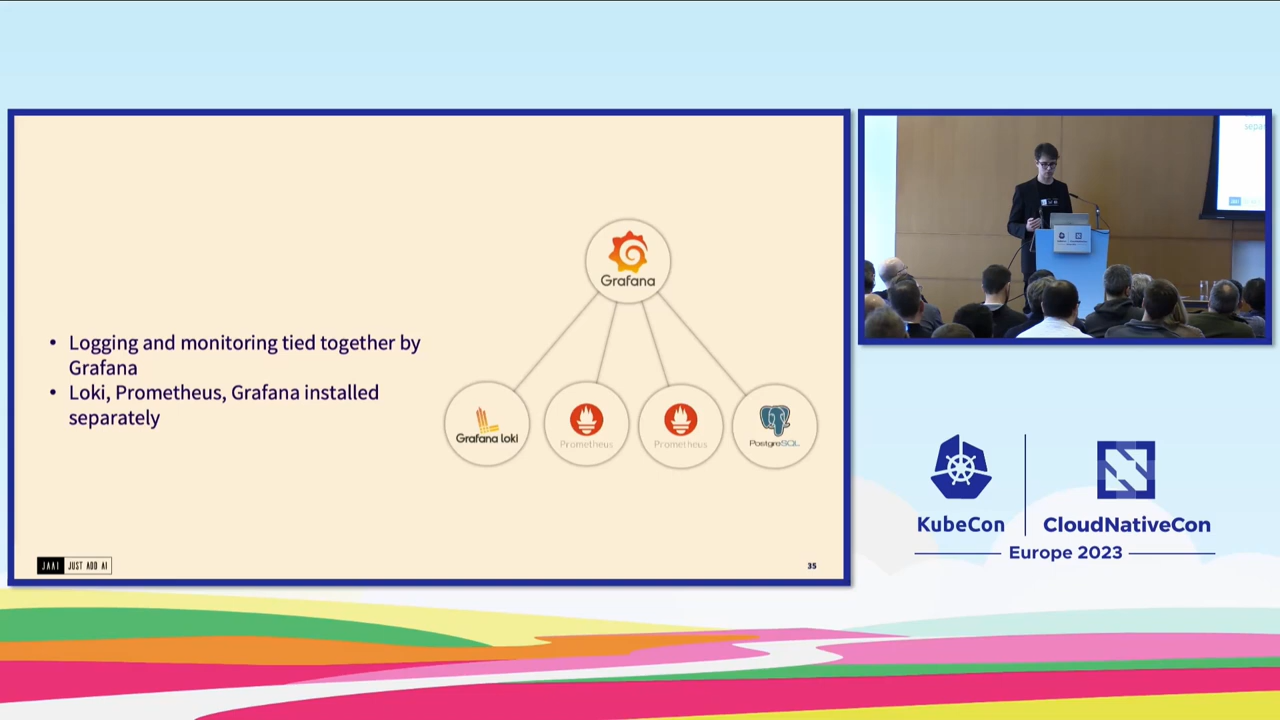 Grafana
• Logging and monitoring tied together by
Grafana
• Loki, Prometheus, Grafana installed
separately
Grafana loki
Prometheus
Prometheus
PostgreSQL
JAAI JUST ADD AI
35
KubeCon
CloudNativeCon
Europe 2023